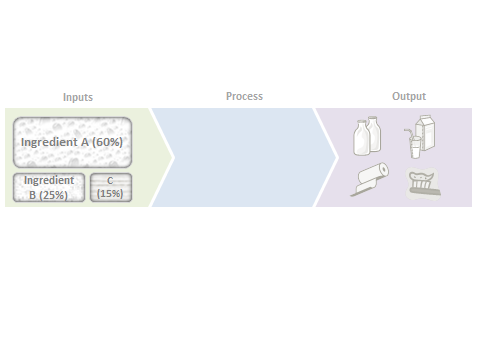 Inputs
Process
Output
Ingredient A (60%)
Ingredient
B (25%)
C
(15%)